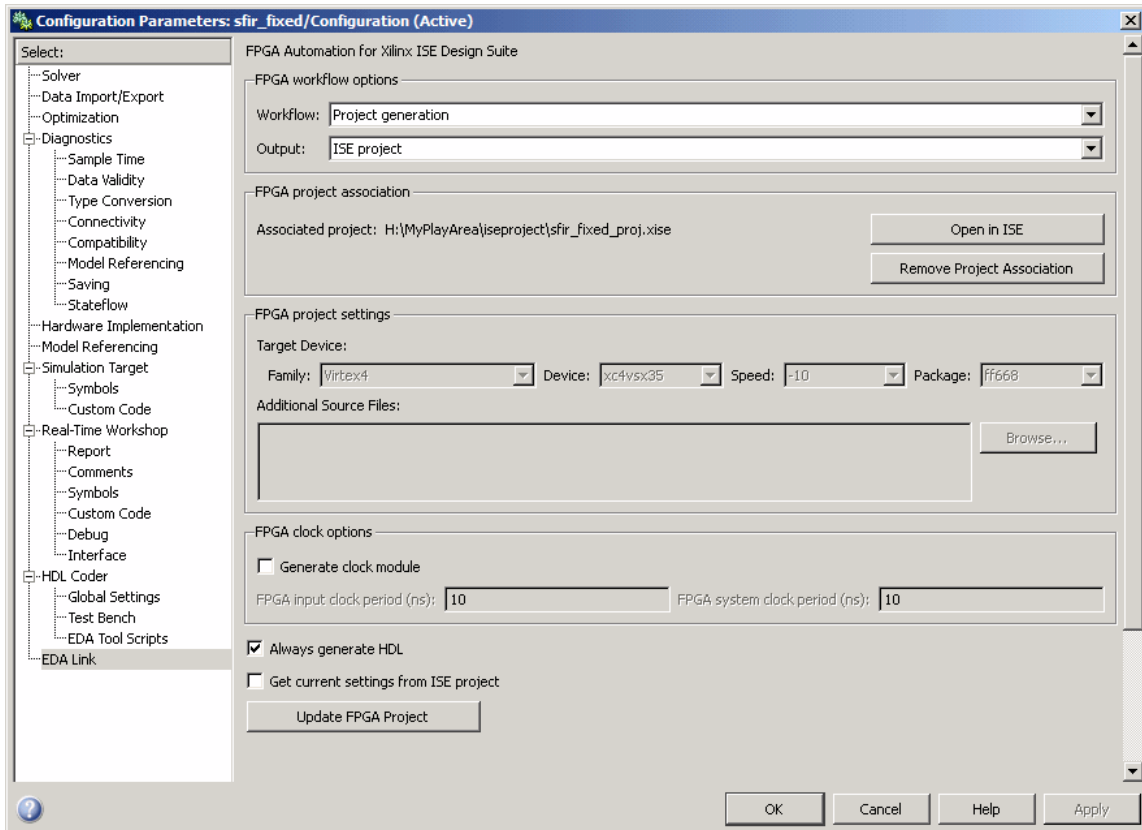 Configuration Parameters: sfir_fixed/Configuration (Active)
Select:
Solver
Data Import/Export
Optimization
Diagnostics
Sample Time
Data Validity
Type Conversion
Connectivity
Compatibility
Model Referencing
Saving
Stateflow
Hardware Implementation
Model Referencing
Simulation Target
Symbols
Custom Code
Real-Time Workshop
Report
Comments
Symbols
Custom Code
Debug
Interface
HDL Coder
Global Settings
Test Bench
EDA Tool Scripts
EDA Link
FPGA Automation for Xilinx ISE Design Suite
FPGA workflow options
Workflow: Project generation
Output: ISE project
FPGA project association
Associated project: H:\MyPlayArea\iseproject\sfir_fixed_proj.xise
Open in ISE
Remove Project Association
FPGA project settings
Target Device:
Family: Virtex4 Device: xc4vsx35 Speed: -10 Package: ff668
Additional Source Files:
Browse...
FPGA clock options
Generate clock module
FPGA input clock period (ns): 10 FPGA system clock period (ns): 10
Always generate HDL
Get current settings from ISE project
Update FPGA Project
? OK Cancel Help Apply